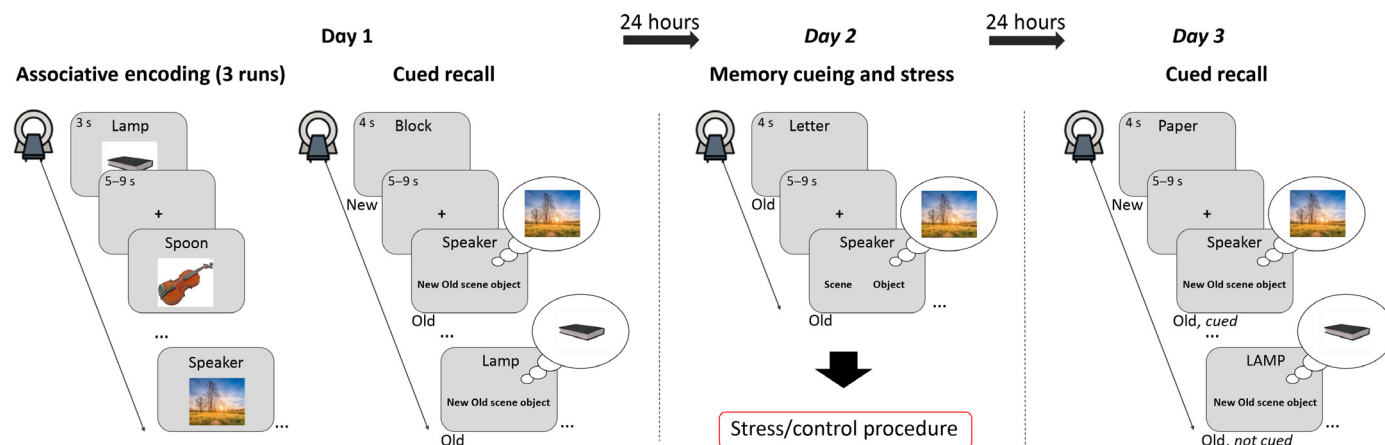 Day 1
24 hours
Day 2
24 hours
Day 3
Associative encoding (3 runs)
3 s
Lamp
5–9 s
+
Spoon
...
Speaker
...
Cued recall
4 s
Block
New
5–9 s
+
Speaker
New Old scene object
Old
...
Lamp
New Old scene object
Old
...
Memory cueing and stress
4 s
Letter
Old
5–9 s
+
Speaker
Scene Object
Old
...
Stress/control procedure
Cued recall
4 s
Paper
New
5–9 s
+
Speaker
New Old scene object
Old, cued
...
LAMP
New Old scene object
Old, not cued
...